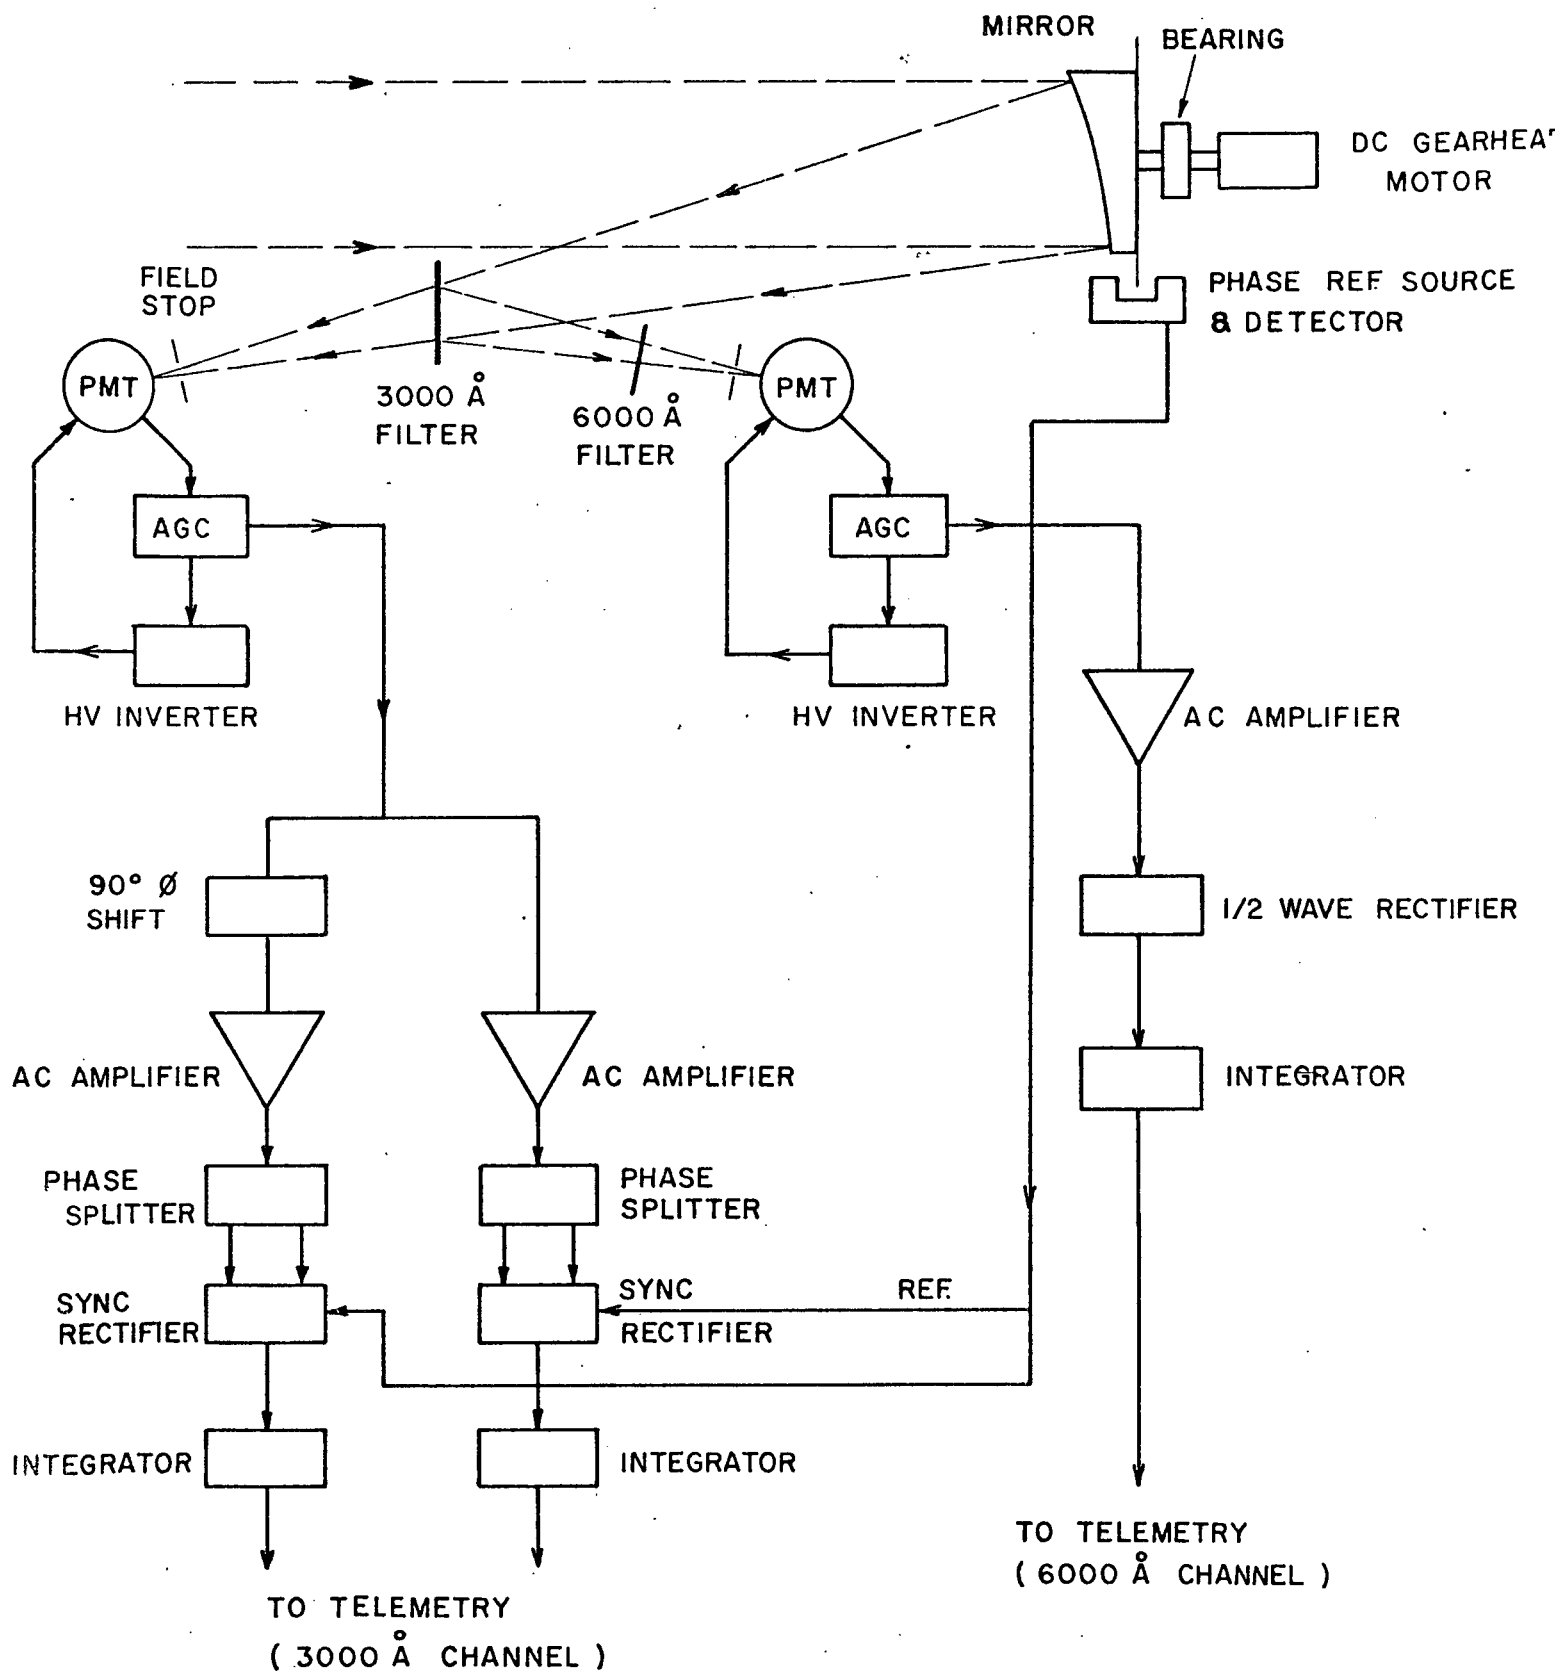 MIRROR
BEARING
DC GEARHEA
MOTOR
FIELD
STOP
PHASE REF. SOURCE
& DETECTOR
PMT
PMT
3000 Å
FILTER
6000 Å
FILTER
AGC
AGC
HV INVERTER
HV INVERTER
AC AMPLIFIER
90° Ø
SHIFT
1/2 WAVE RECTIFIER
AC AMPLIFIER
AC AMPLIFIER
INTEGRATOR
PHASE
SPLITTER
PHASE
SPLITTER
SYNC
RECTIFIER
SYNC
RECTIFIER
REF.
INTEGRATOR
INTEGRATOR
TO TELEMETRY
( 6000 Å CHANNEL )
TO TELEMETRY
( 3000 Å CHANNEL )